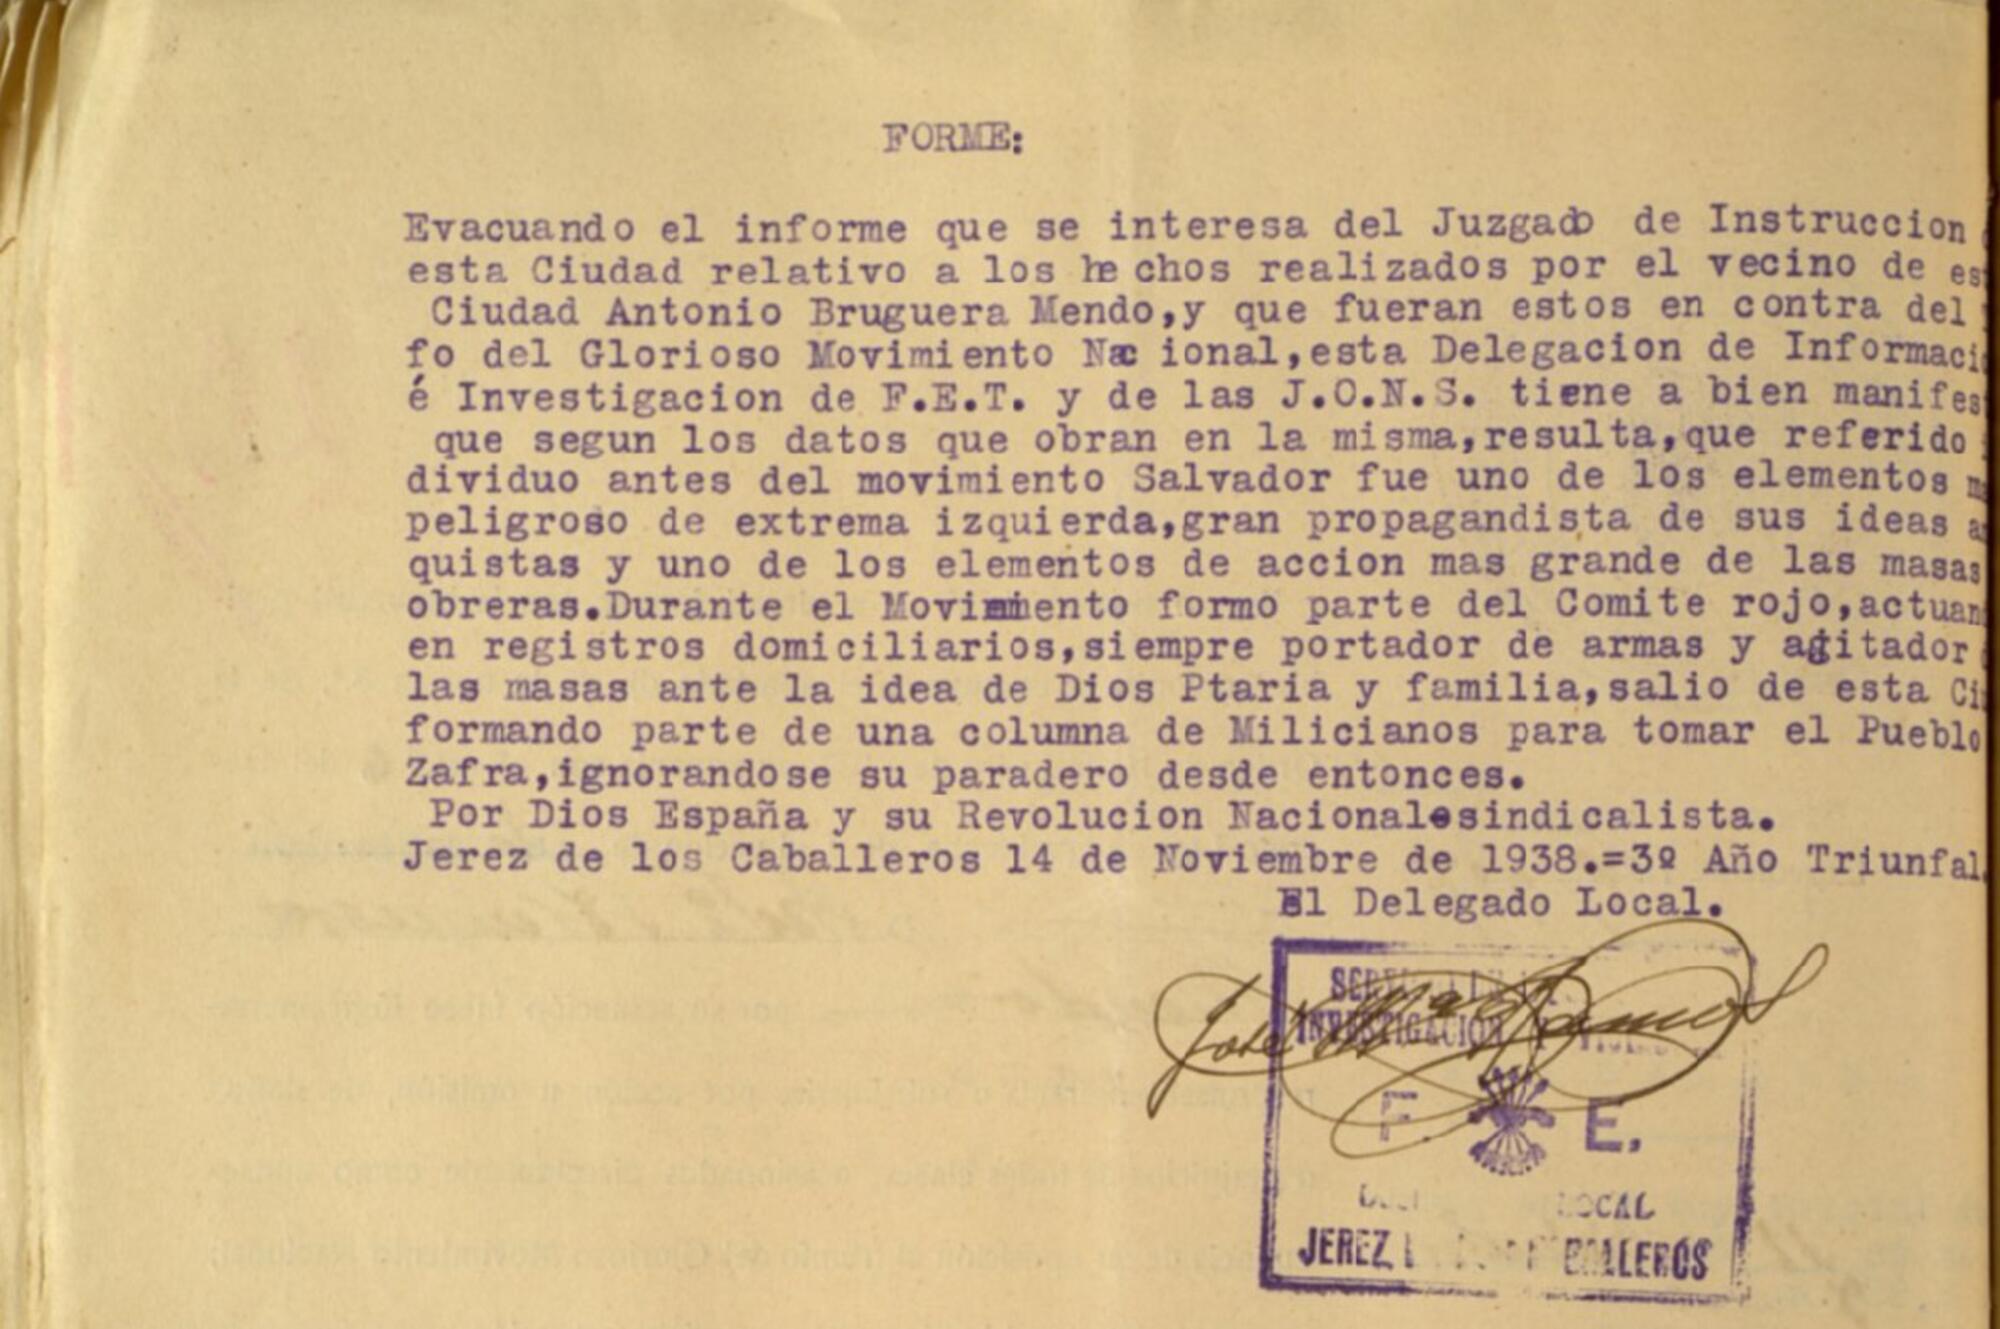 FORME:
Evacuando el informe que se interesa del Juzgado de Instruccion
esta Ciudad relativo a los he chos realizados por el vecino de es
Ciudad Antonio Bruguera Mendo,y que fueran estos en contra del
fo del Glorioso Movimiento Nac ional,esta Delegacion de Informaci
é Investigacion de F.E.T. y de las J.O.N.S. tiene a bien manifes
que segun los datos que obran en la misma,resulta,que referido
dividuo antes del movimiento Salvador fue uno de los elementos
peligroso de extrema izquierda,gran propagandista de sus ideas a
quistas y uno de los elementos de accion mas grande de las masas
obreras.Durante el Movimiento formo parte del Comite rojo,actuan
en registros domiciliarios,siempre portador de armas y agitador
las masas ante la idea de Dios Ptaria y familia,salio de esta Ci
formando parte de una columna de Milicianos para tomar el Pueblo
Zafra,ignorandose su paradero desde entonces.
Por Dios España y su Revolucion Nacionalesindicalista.
Jerez de los Caballeros 14 de Noviembre de 1938.=3º Año Triunfal.
El Delegado Local.
José Ramos
INVESTIGACION Y
F. E.
LOCAL
JEREZ